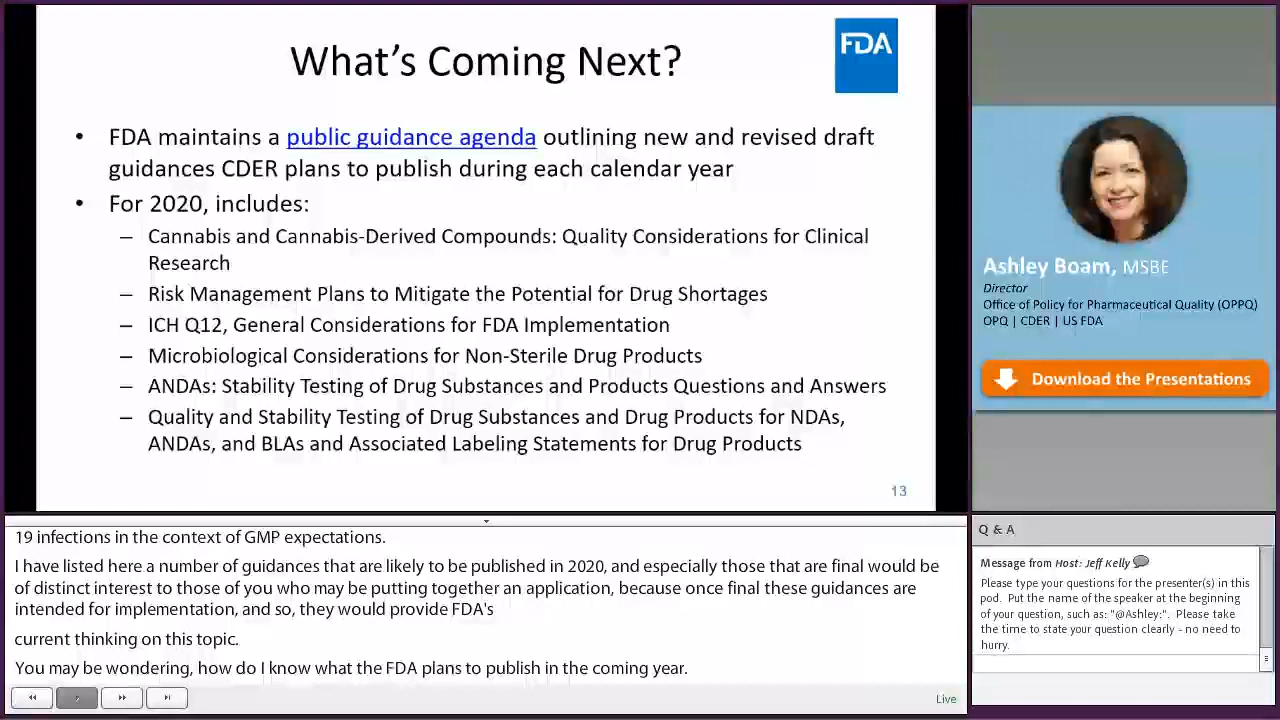 What's Coming Next?
FDA
• FDA maintains a public guidance agenda outlining new and revised draft
guidances CDER plans to publish during each calendar year
• For 2020, includes:
– Cannabis and Cannabis-Derived Compounds: Quality Considerations for Clinical
Research
– Risk Management Plans to Mitigate the Potential for Drug Shortages
– ICH Q12, General Considerations for FDA Implementation
– Microbiological Considerations for Non-Sterile Drug Products
– ANDAs: Stability Testing of Drug Substances and Products Questions and Answers
– Quality and Stability Testing of Drug Substances and Drug Products for NDAs,
ANDAs, and BLAs and Associated Labeling Statements for Drug Products
13
19 infections in the context of GMP expectations.
I have listed here a number of guidances that are likely to be published in 2020, and especially those that are final would be
of distinct interest to those of you who may be putting together an application, because once final these guidances are
intended for implementation, and so, they would provide FDA's
current thinking on this topic.
You may be wondering, how do I know what the FDA plans to publish in the coming year.
Live
Ashley Boam, MSBE
Director
Office of Policy for Pharmaceutical Quality (OPPQ)
OPQ | CDER | US FDA
Download the Presentations
Q & A
Message from Host: Jeff Kelly
Please type your questions for the presenter(s) in this
pod. Put the name of the speaker at the beginning
of your question, such as: "@Ashley:". Please take
the time to state your question clearly - no need to
hurry.